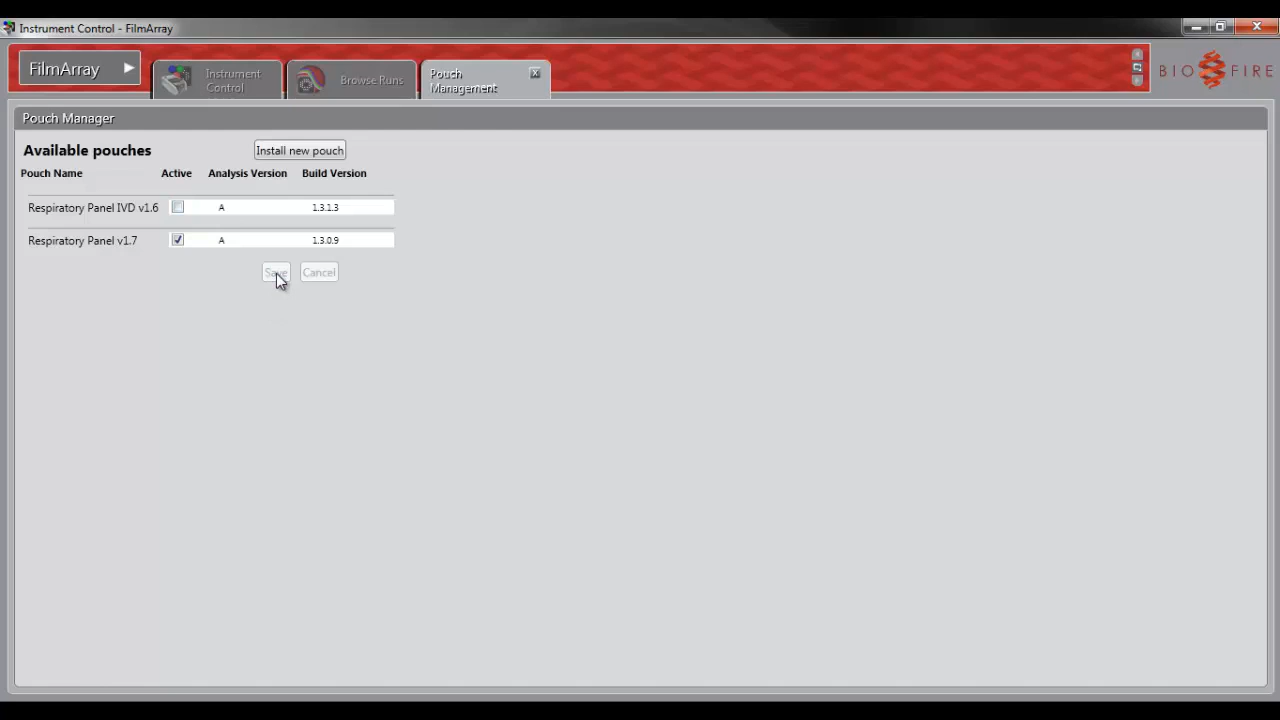 Instrument Control - FilmArray
FilmArray
Instrument
Control
Browse Runs
Pouch
Management
BIO FIRE
Pouch Manager
Available pouches
Install new pouch
Pouch Name Active Analysis Version Build Version
Respiratory Panel IVD v1.6 A 1.3.1.3
Respiratory Panel v1.7 A 1.3.0.9
Save Cancel